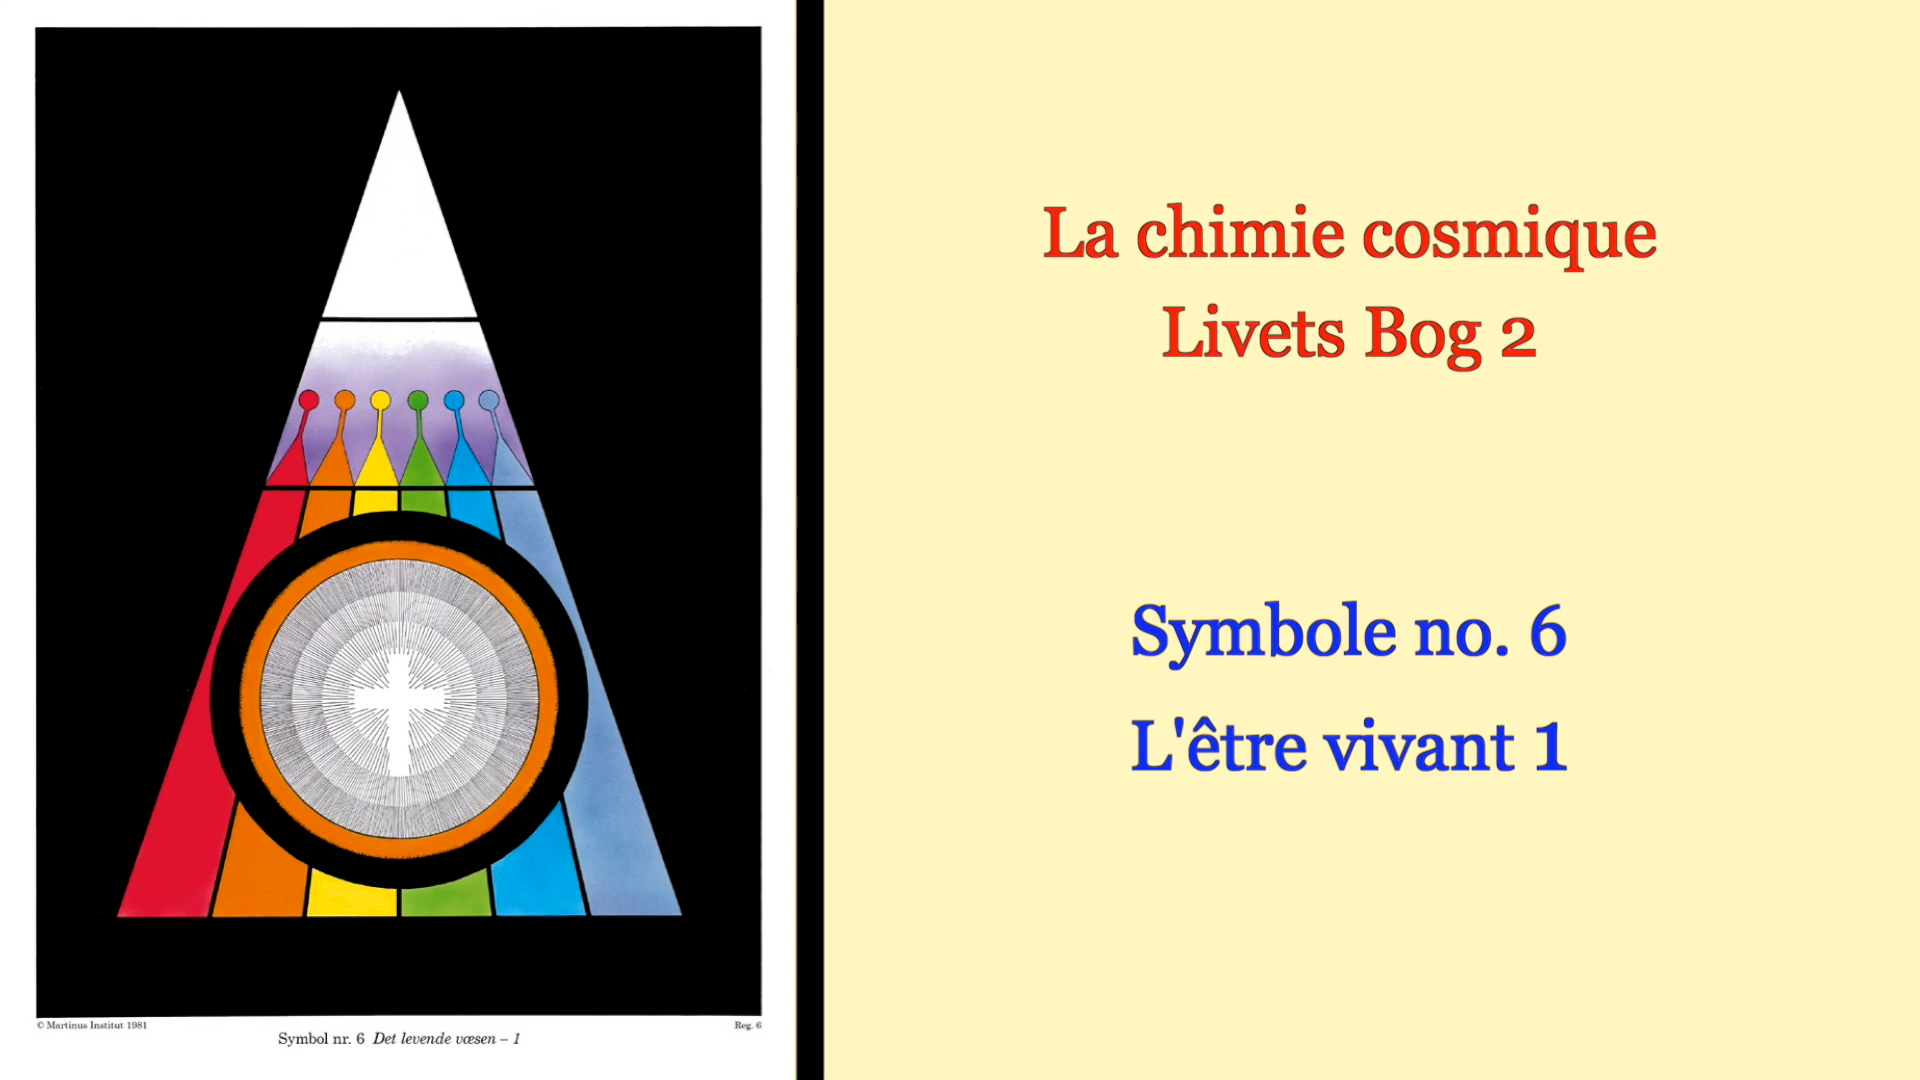 © Martinus Institut 1981
Reg. 6
Symbol nr. 6 Det levende væsen – 1
La chimie cosmique
Livets Bog 2
Symbole no. 6
L'être vivant 1